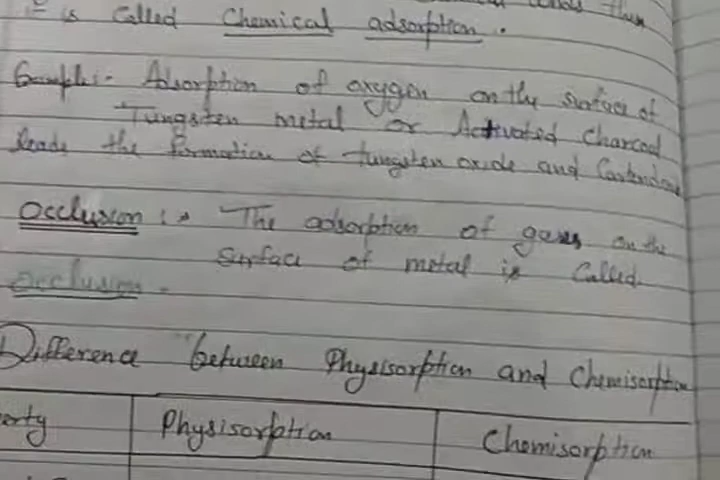 it is called Chemical adsorption.
Example:- Adsorption of oxygen on the surface of
Tungsten metal or Activated Charcoal
leads the formation of tungsten oxide and
Occlusion :→ The adsorption of gases on the
surface of metal is called
occlusion.
Difference between Physisorption and Chemisorption
erty Physisorption Chemisorption